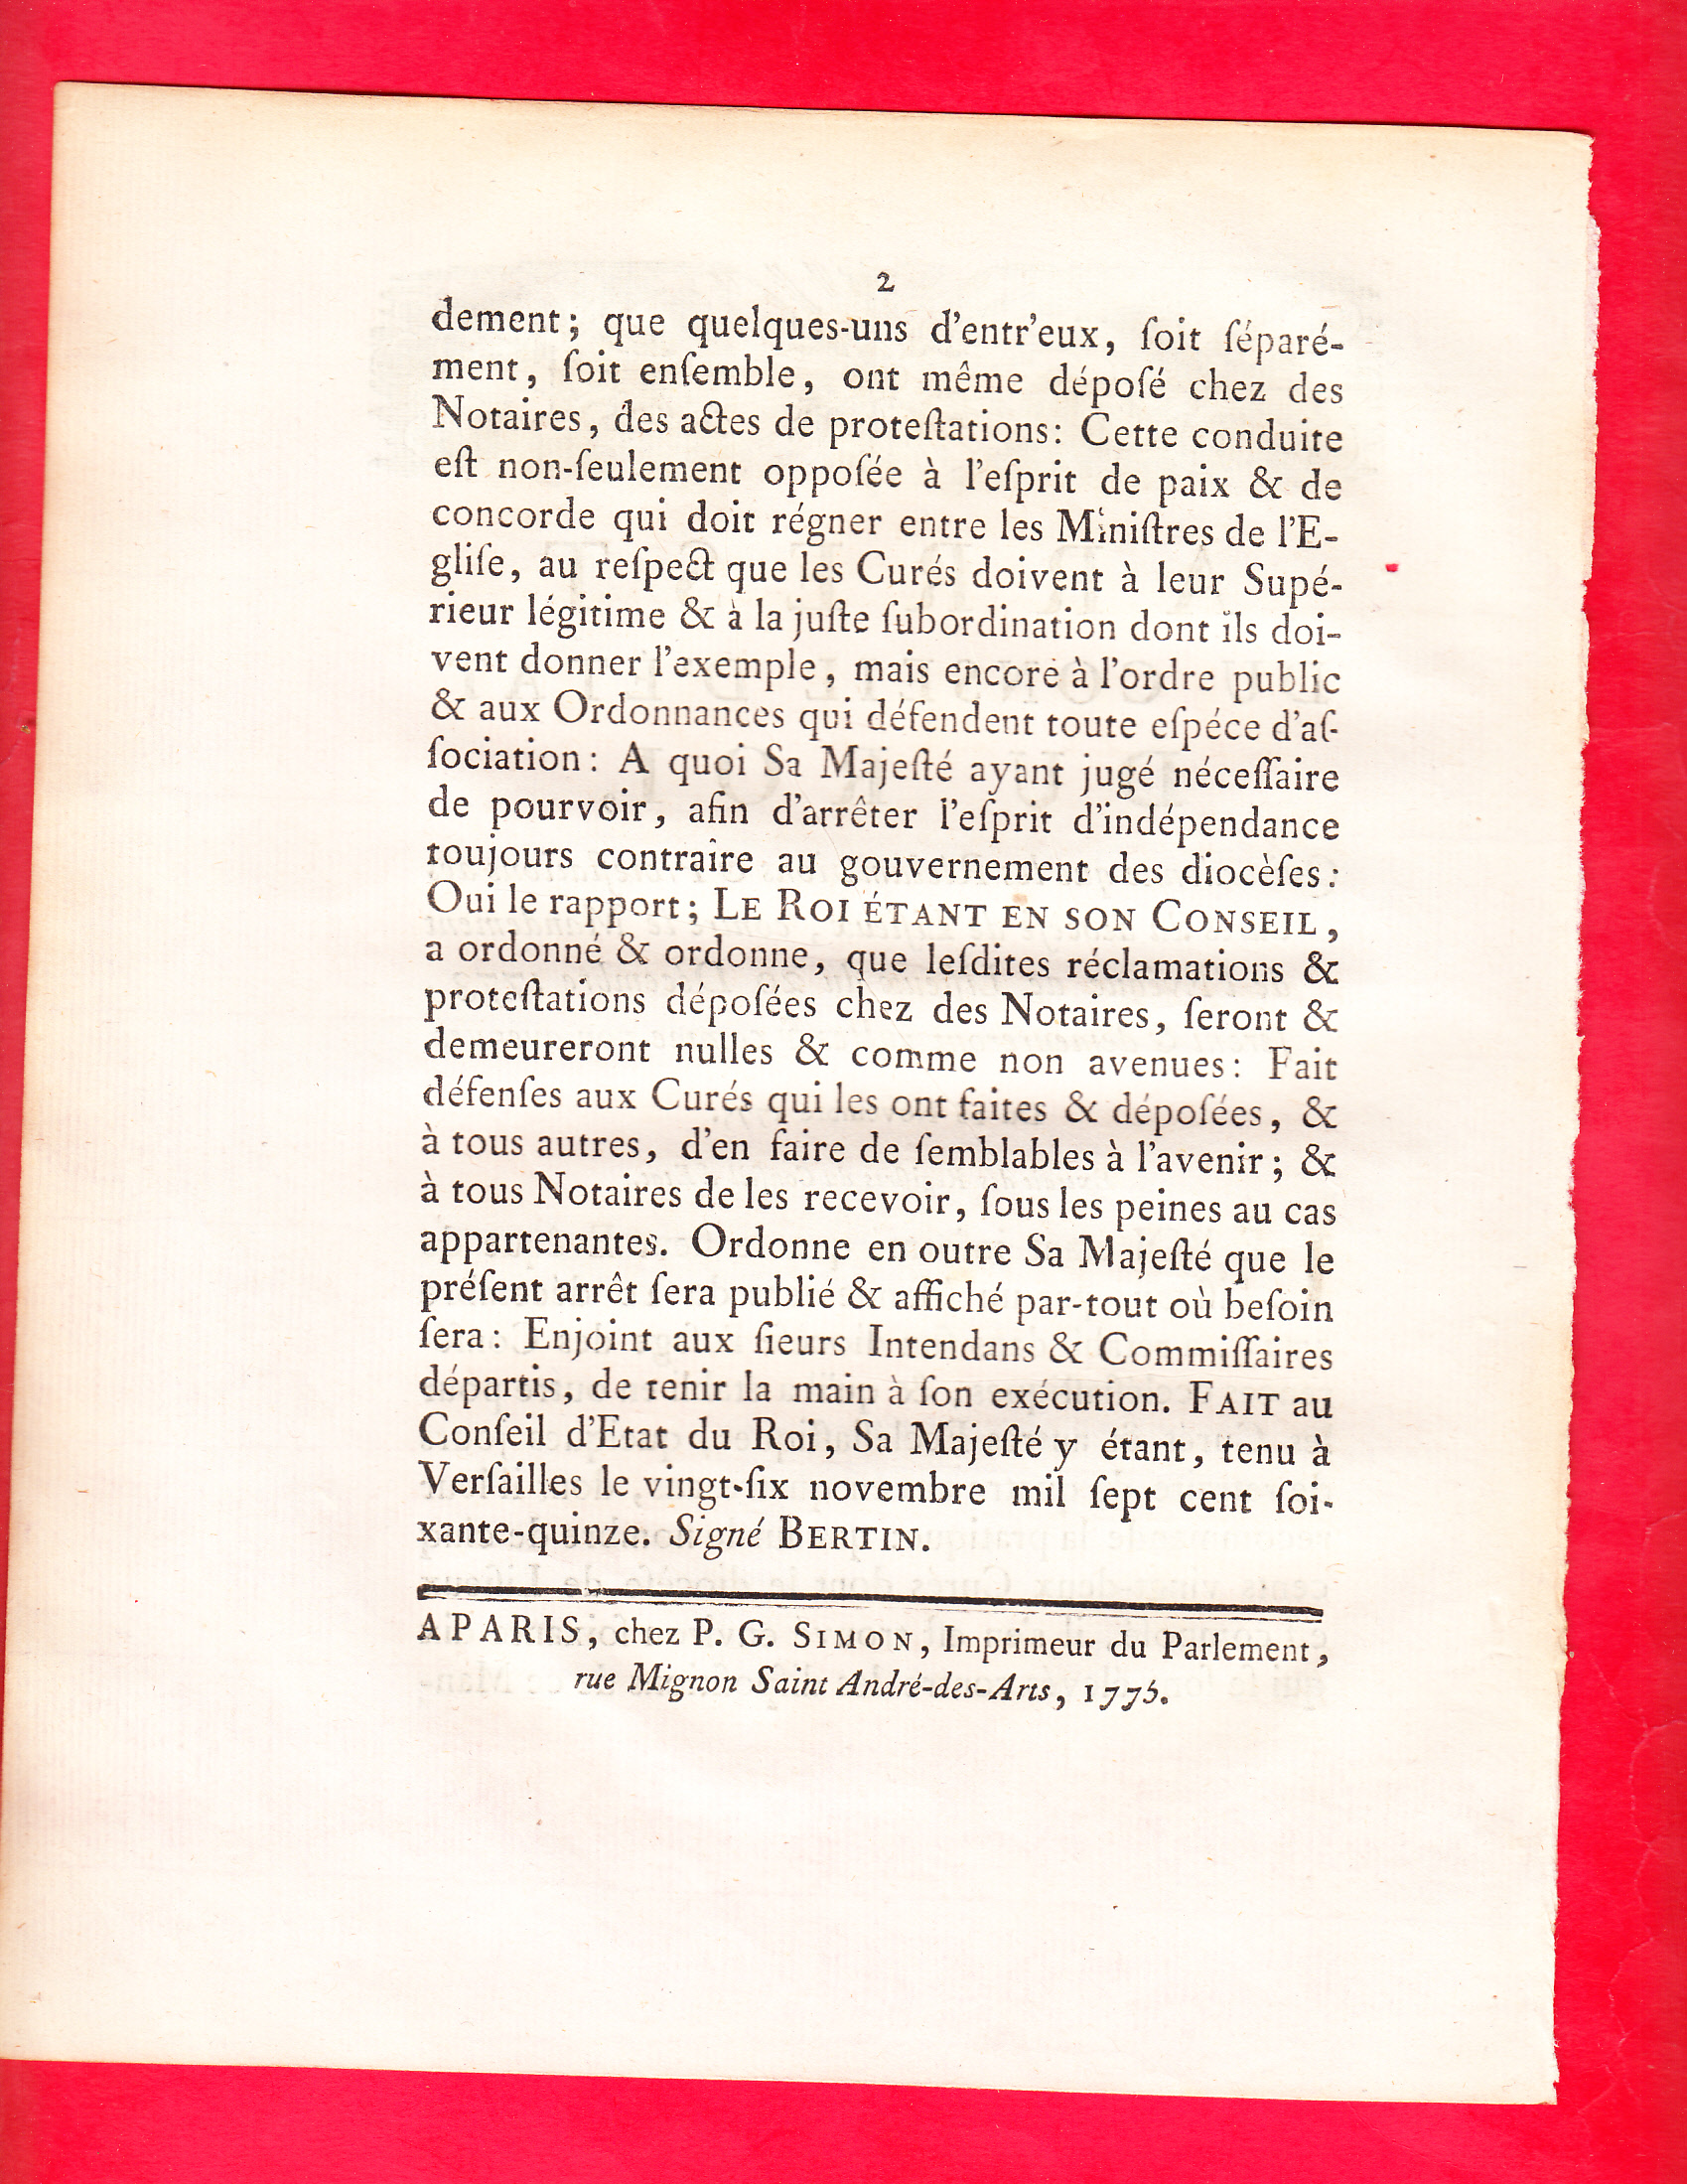 2
dement; que quelques-uns d'entr'eux, ſoit ſéparé-
ment, ſoit enſemble, ont même dépoſé chez des
Notaires, des actes de proteſtations: Cette conduite
eſt non-ſeulement oppoſée à l'eſprit de paix & de
concorde qui doit régner entre les Miniſtres de l'E-
gliſe, au reſpect que les Curés doivent à leur Supé-
rieur légitime & à la juſte ſubordination dont ils doi-
vent donner l'exemple, mais encore à l'ordre public
& aux Ordonnances qui défendent toute eſpéce d'aſ-
ſociation: A quoi Sa Majeſté ayant jugé néceſſaire
de pourvoir, afin d'arrêter l'eſprit d'indépendance
toujours contraire au gouvernement des diocèſes:
Oui le rapport; LE ROI ÉTANT EN SON CONSEIL,
a ordonné & ordonne, que leſdites réclamations &
proteſtations dépoſées chez des Notaires, ſeront &
demeureront nulles & comme non avenues: Fait
défenſes aux Curés qui les ont faites & dépoſées, &
à tous autres, d'en faire de ſemblables à l'avenir; &
à tous Notaires de les recevoir, ſous les peines au cas
appartenantes. Ordonne en outre Sa Majeſté que le
préſent arrêt ſera publié & affiché par-tout où beſoin
ſera: Enjoint aux ſieurs Intendans & Commiſſaires
départis, de tenir la main à ſon exécution. FAIT au
Conſeil d'Etat du Roi, Sa Majeſté y étant, tenu à
Verſailles le vingt-ſix novembre mil ſept cent ſoi-
xante-quinze. Signé BERTIN.
A PARIS, chez P. G. SIMON, Imprimeur du Parlement,
rue Mignon Saint André-des-Arts, 1775.